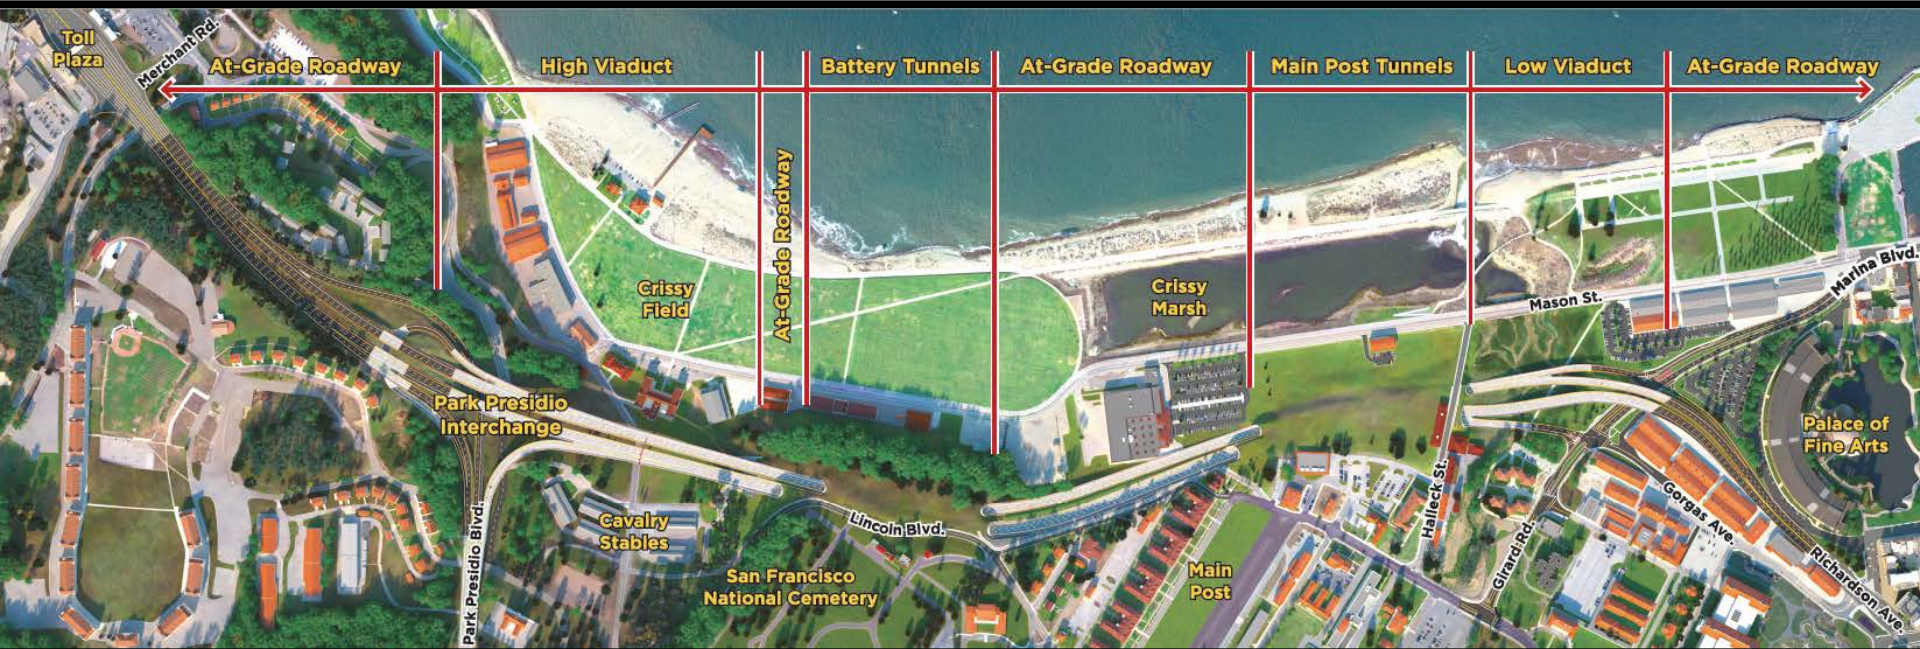 Toll
Plaza
Merchant Rd.
At-Grade Roadway
High Viaduct
At-Grade Roadway
Battery Tunnels
At-Grade Roadway
Main Post Tunnels
Low Viaduct
At-Grade Roadway
Crissy
Field
Crissy
Marsh
Mason St.
Marina Blvd.
Park Presidio
Interchange
Palace of
Fine Arts
Park Presidio Blvd.
Cavalry
Stables
Lincoln Blvd.
San Francisco
National Cemetery
Main
Post
Halleck St.
Girard Rd.
Gorgas Ave.
Richardson Ave.